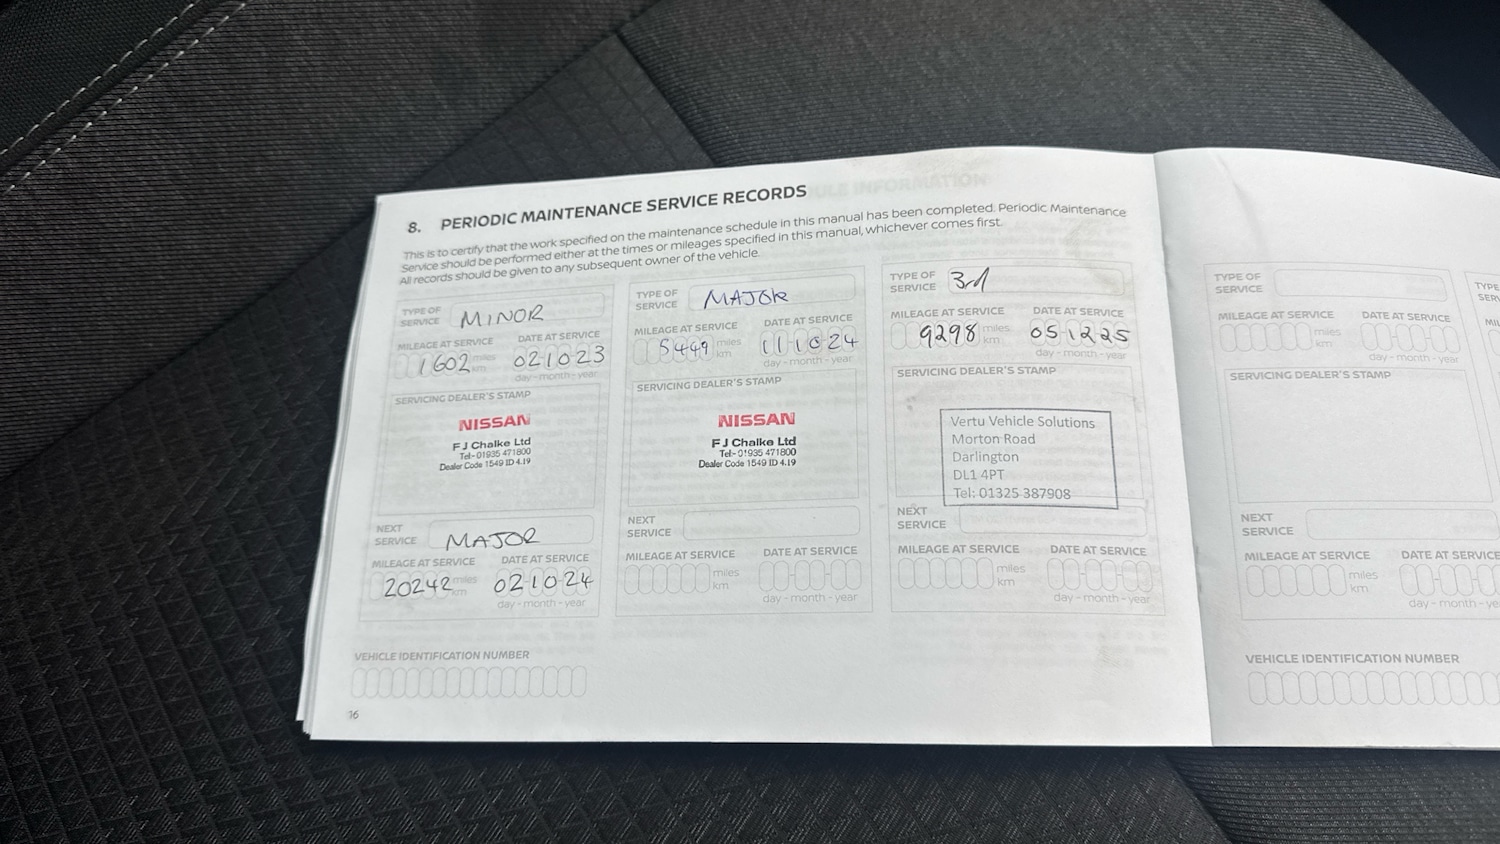 8. PERIODIC MAINTENANCE SERVICE RECORDS
This is to certify that the work specified on the maintenance schedule in this manual has been completed. Periodic Maintenance
Service should be performed either at the times or mileages specified in this manual, whichever comes first.
All records should be given to any subsequent owner of the vehicle.
TYPE OF
SERVICE MINOR
MILEAGE AT SERVICE DATE AT SERVICE
1602 miles 021023
km day - month - year
SERVICING DEALER'S STAMP
NISSAN
F J Chalke Ltd
Tel- 01935 471800
Dealer Code 1549 ID 4.19
NEXT
SERVICE MAJOR
MILEAGE AT SERVICE DATE AT SERVICE
20242 miles 021024
km day - month - year
TYPE OF
SERVICE MAJOR
MILEAGE AT SERVICE DATE AT SERVICE
5449 miles 111024
km day - month - year
SERVICING DEALER'S STAMP
NISSAN
F J Chalke Ltd
Tel- 01935 471800
Dealer Code 1549 ID 4.19
NEXT
SERVICE
MILEAGE AT SERVICE DATE AT SERVICE
miles
km day - month - year
TYPE OF
SERVICE 3rd
MILEAGE AT SERVICE DATE AT SERVICE
9298 miles 051225
km day - month - year
SERVICING DEALER'S STAMP
Vertu Vehicle Solutions
Morton Road
Darlington
DL1 4PT
Tel: 01325 387908
NEXT
SERVICE
MILEAGE AT SERVICE DATE AT SERVICE
miles
km day - month - year
VEHICLE IDENTIFICATION NUMBER
16
TYPE OF
SERVICE
MILEAGE AT SERVICE DATE AT SERVICE
miles
km day - month - year
SERVICING DEALER'S STAMP
NEXT
SERVICE
MILEAGE AT SERVICE DATE AT SERVICE
miles
km day - month - ye
VEHICLE IDENTIFICATION NUMBER
TYPE
SERV
MIL